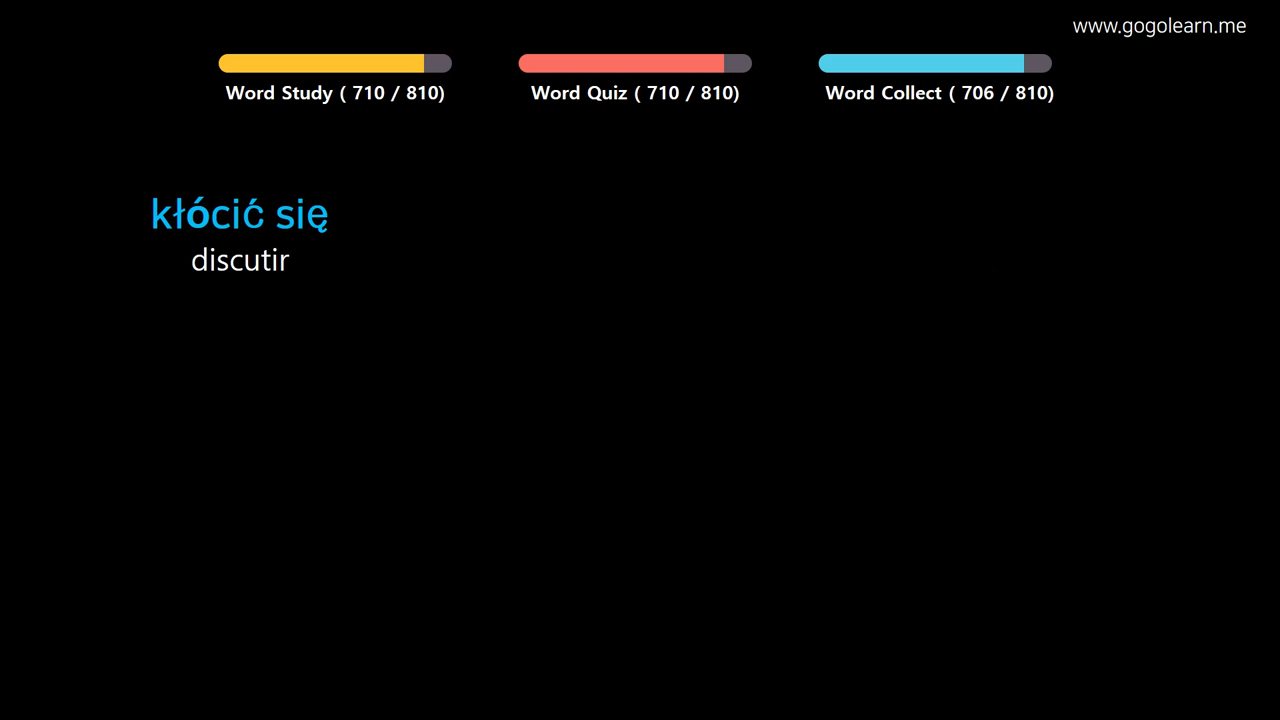 www.gogolearn.me
Word Study ( 710 / 810)
Word Quiz ( 710 / 810)
Word Collect ( 706 / 810)
kłócić się
discutir